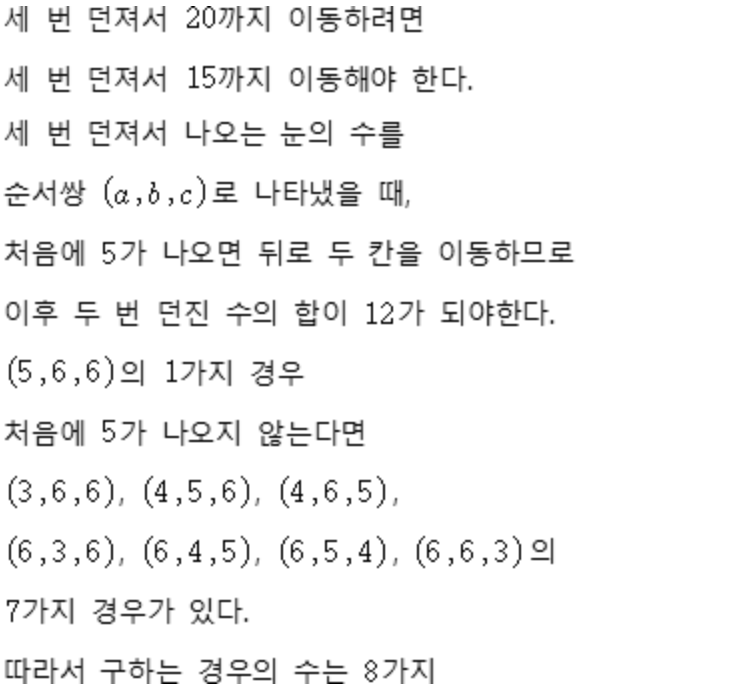 세 번 던져서 20까지 이동하려면
세 번 던져서 15까지 이동해야 한다.
세 번 던져서 나오는 눈의 수를
순서쌍 (a,b,c)로 나타냈을 때,
처음에 5가 나오면 뒤로 두 칸을 이동하므로
이후 두 번 던진 수의 합이 12가 되야한다.
(5,6,6)의 1가지 경우
처음에 5가 나오지 않는다면
(3,6,6), (4,5,6), (4,6,5),
(6,3,6), (6,4,5), (6,5,4), (6,6,3)의
7가지 경우가 있다.
따라서 구하는 경우의 수는 8가지